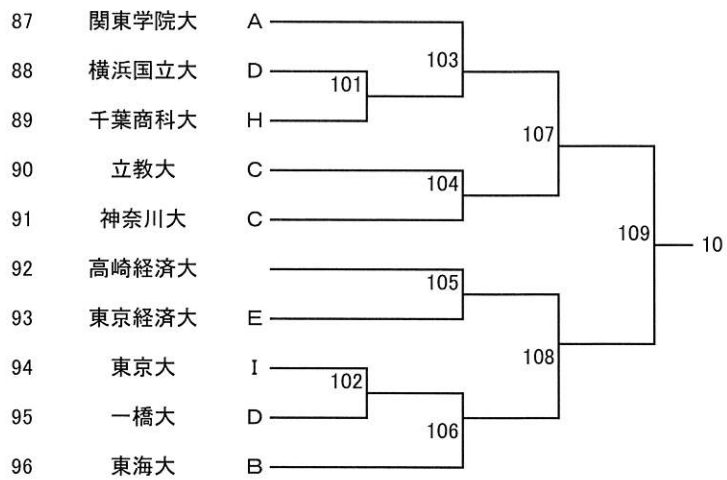 87 関東学院大 A
103
88 横浜国立大 D
101
89 千葉商科大 H
107
90 立教大 C
104
91 神奈川大 C
109 10
92 高崎経済大
105
93 東京経済大 E
108
94 東京大 I
102
95 一橋大 D
106
96 東海大 B